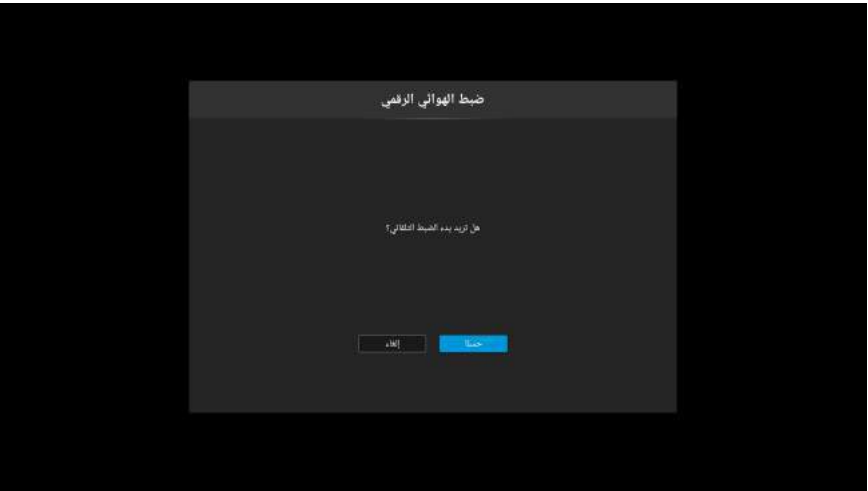 ضبط الهوائي الرقمي
هل تريد بدء الضبط التلقائي؟
حسنًا
إلغاء